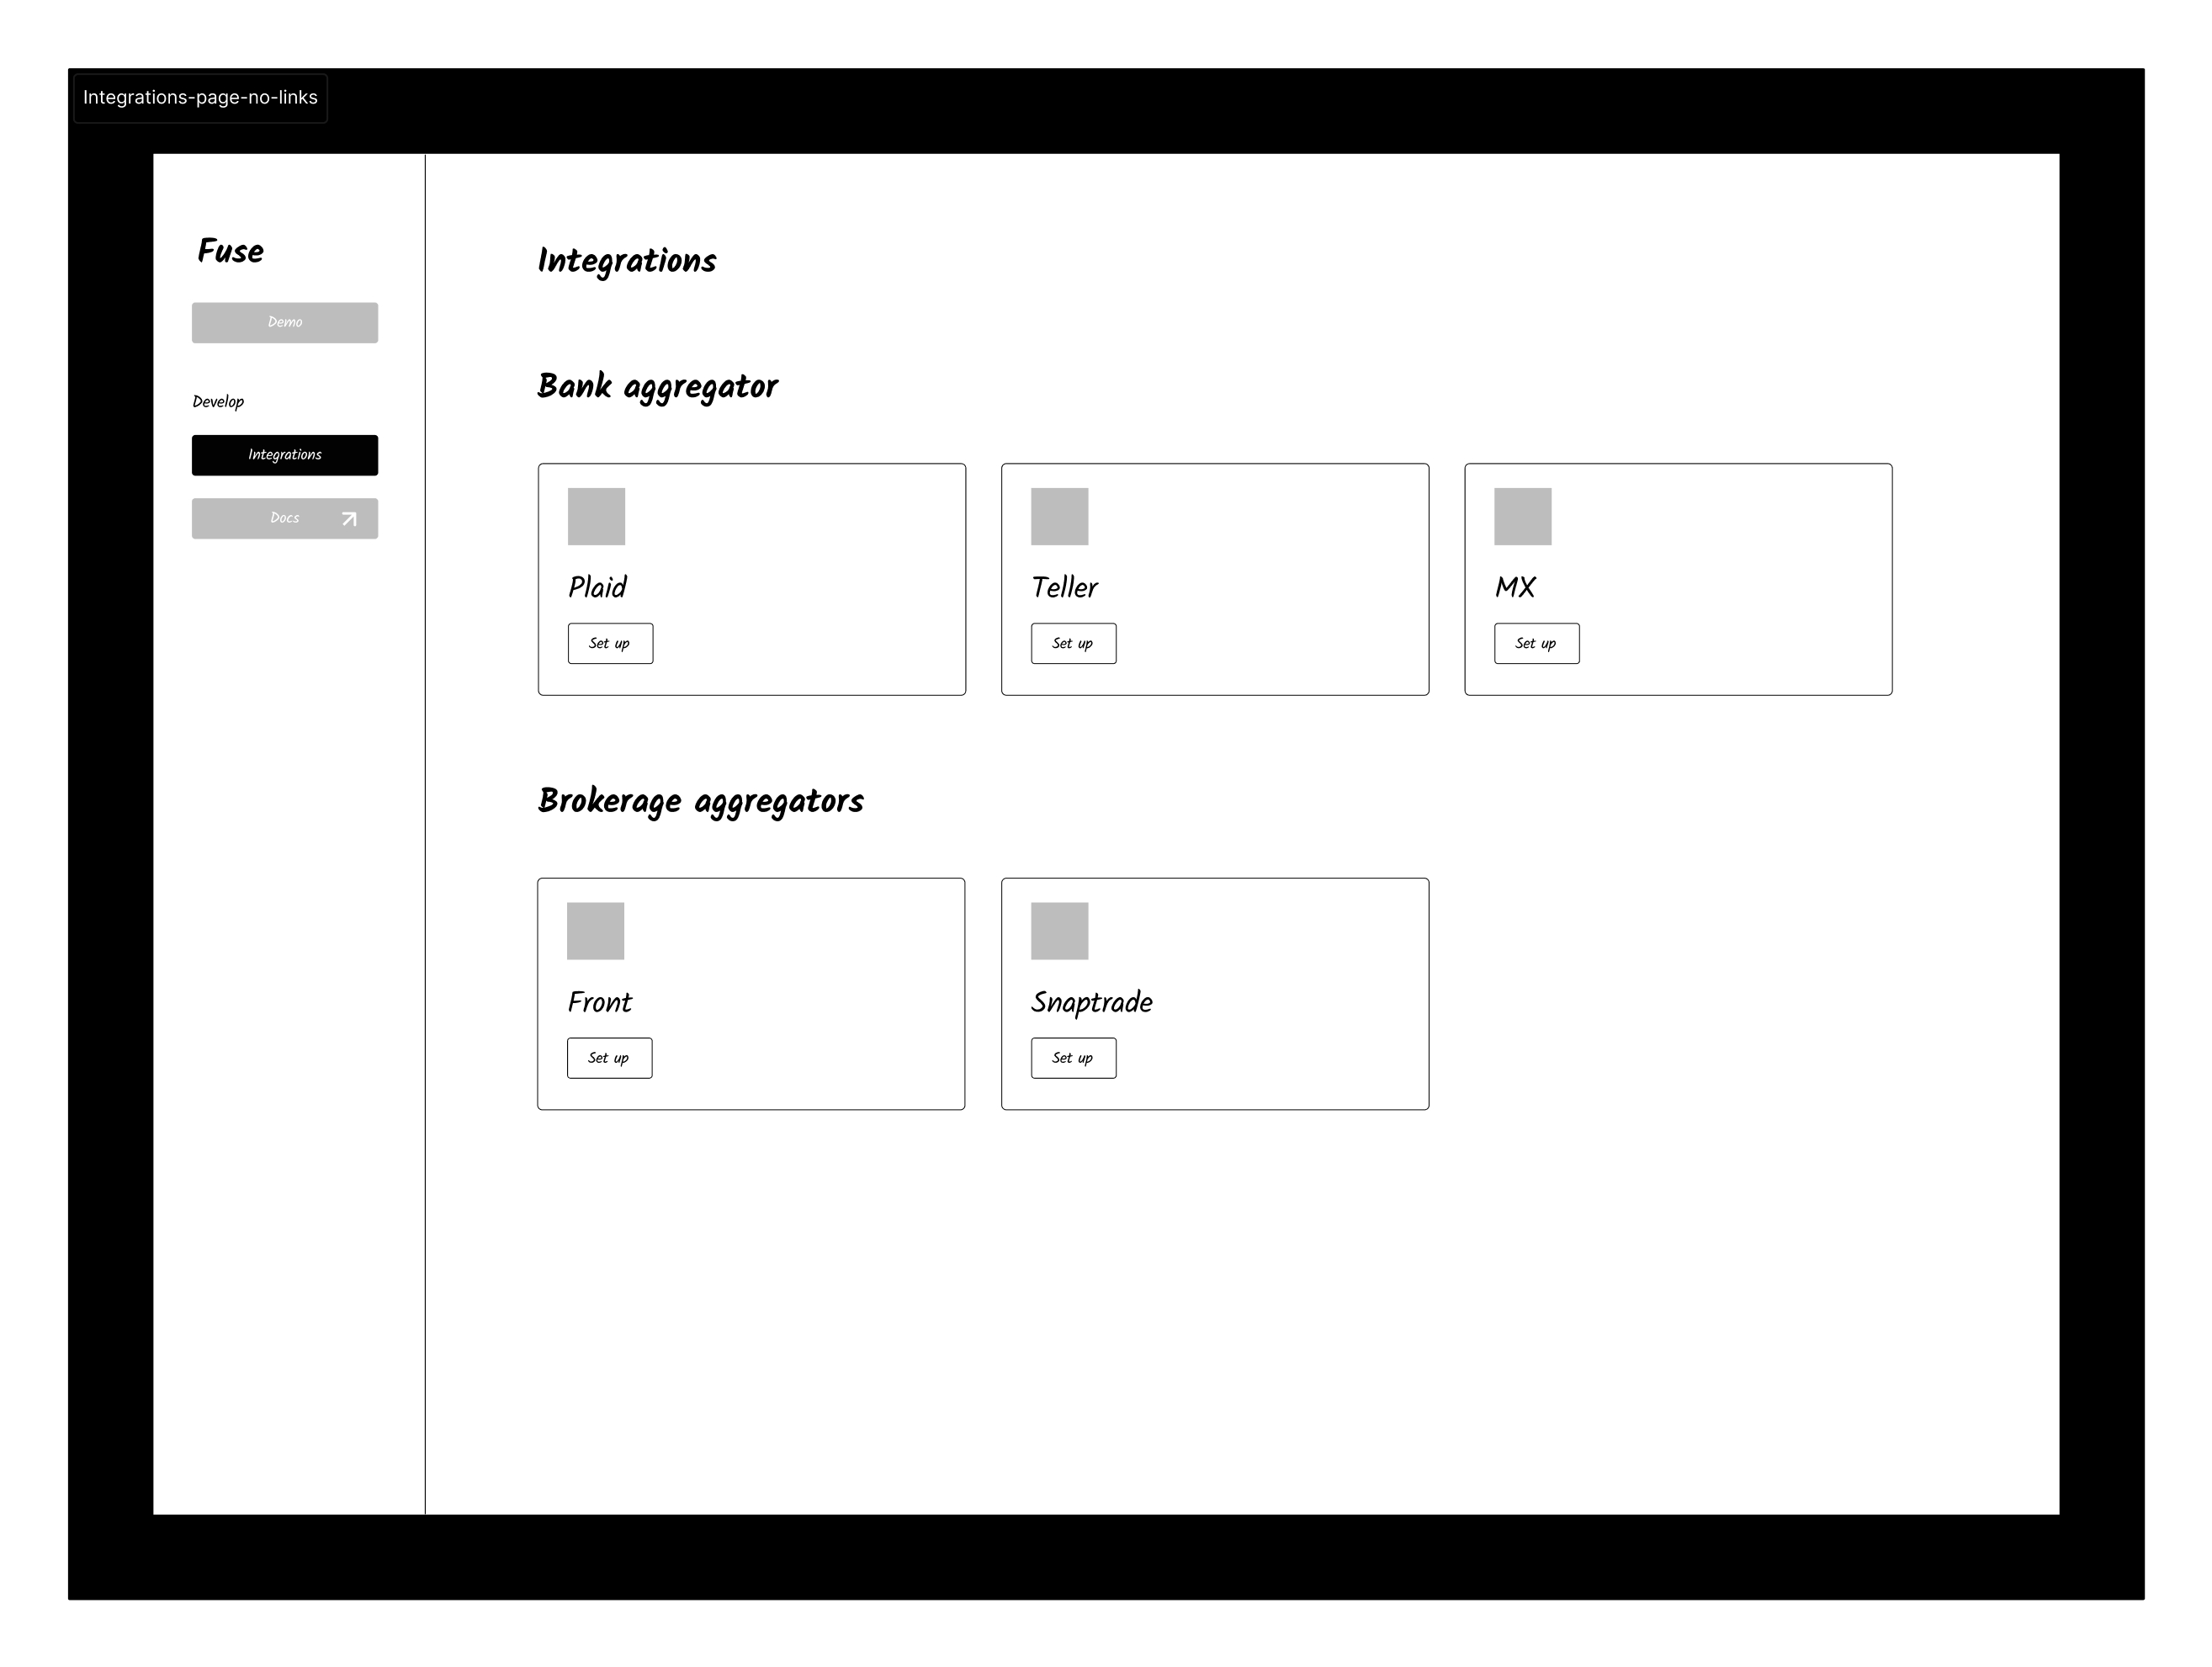 Integrations-page-no-links
Fuse
Demo
Develop
Integrations
Docs
Integrations
Bank aggregator
Plaid
Set up
Teller
Set up
MX
Set up
Brokerage aggregators
Front
Set up
Snaptrade
Set up